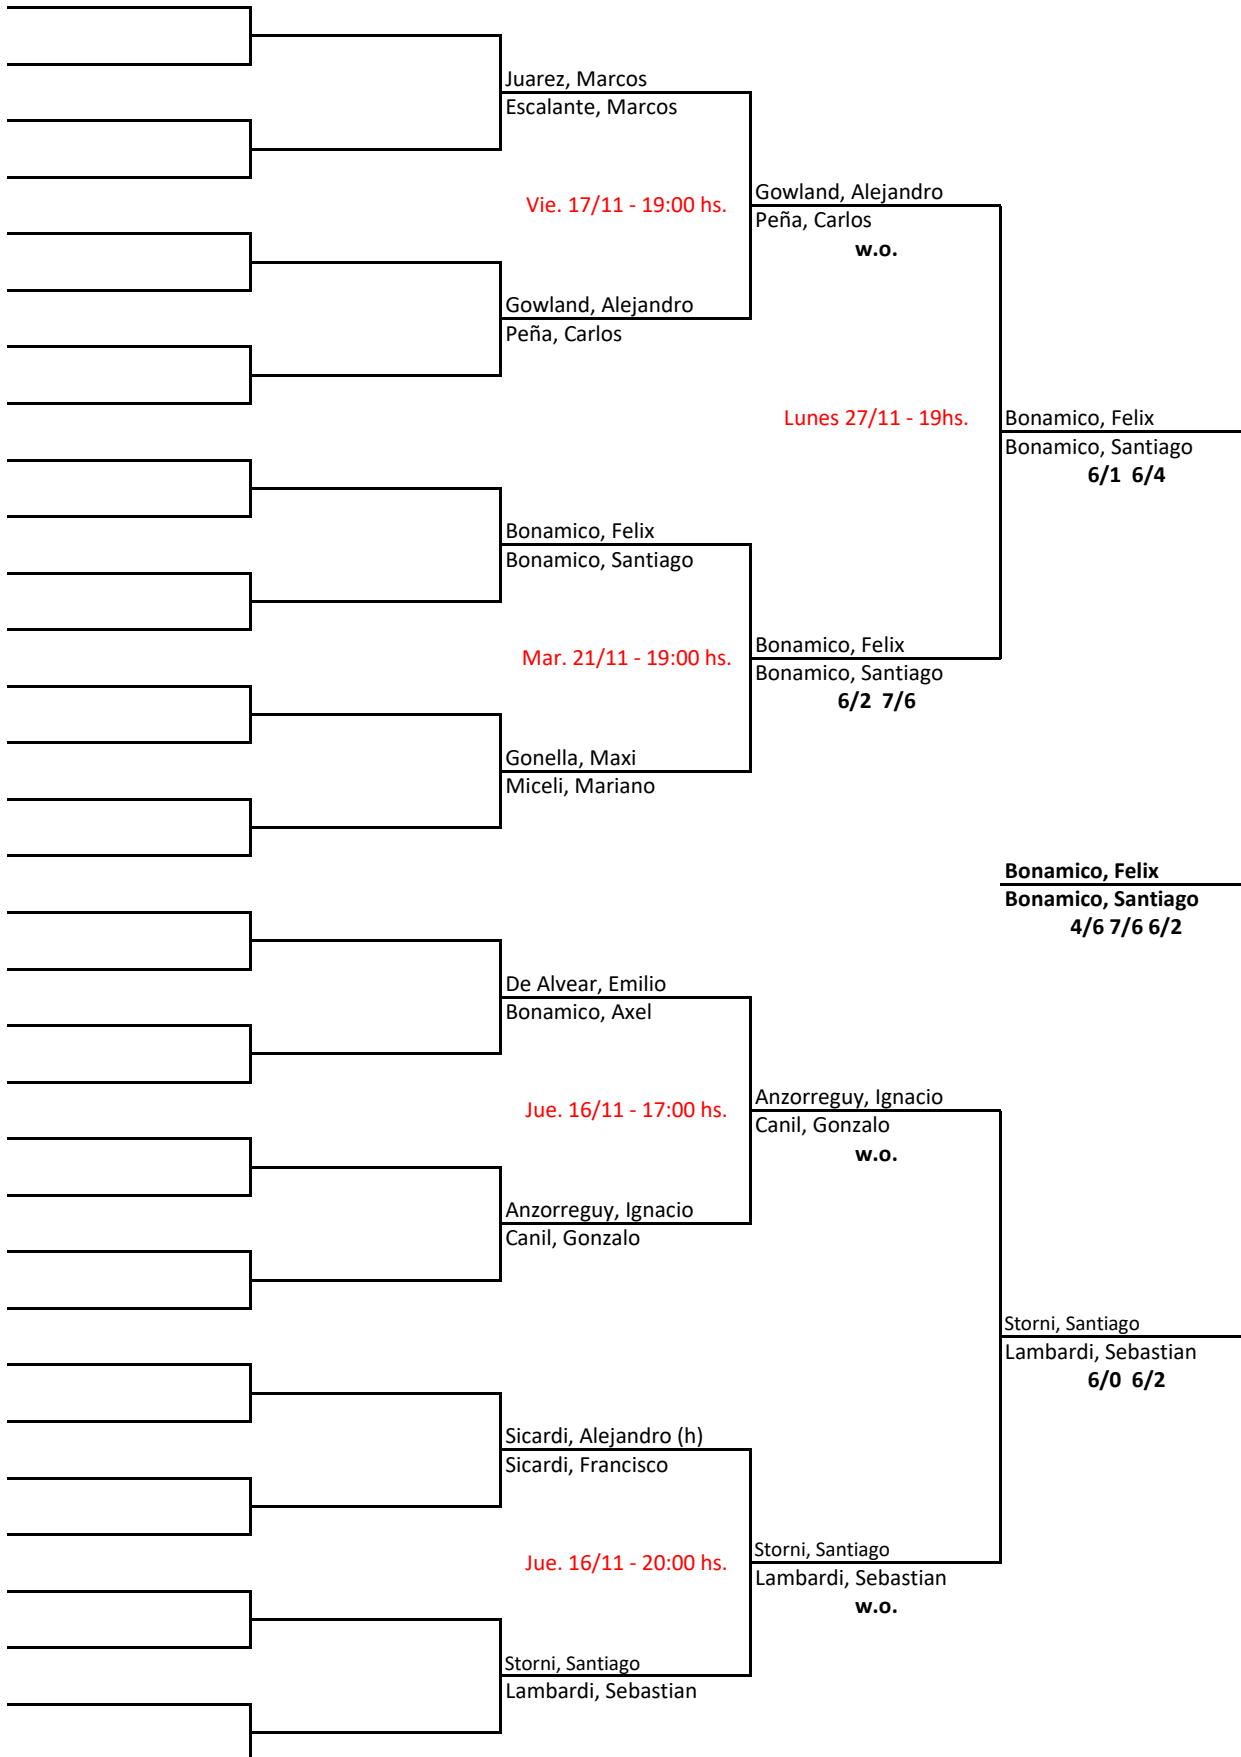 Juarez, Marcos
Escalante, Marcos
Vie. 17/11 - 19:00 hs.
Gowland, Alejandro
Peña, Carlos
w.o.
Gowland, Alejandro
Peña, Carlos
Lunes 27/11 - 19hs.
Bonamico, Felix
Bonamico, Santiago
6/1 6/4
Bonamico, Felix
Bonamico, Santiago
Mar. 21/11 - 19:00 hs.
Bonamico, Felix
Bonamico, Santiago
6/2 7/6
Gonella, Maxi
Miceli, Mariano
Bonamico, Felix
Bonamico, Santiago
4/6 7/6 6/2
De Alvear, Emilio
Bonamico, Axel
Jue. 16/11 - 17:00 hs.
Anzorreguy, Ignacio
Canil, Gonzalo
w.o.
Anzorreguy, Ignacio
Canil, Gonzalo
Storni, Santiago
Lambardi, Sebastian
6/0 6/2
Sicardi, Alejandro (h)
Sicardi, Francisco
Jue. 16/11 - 20:00 hs.
Storni, Santiago
Lambardi, Sebastian
w.o.
Storni, Santiago
Lambardi, Sebastian